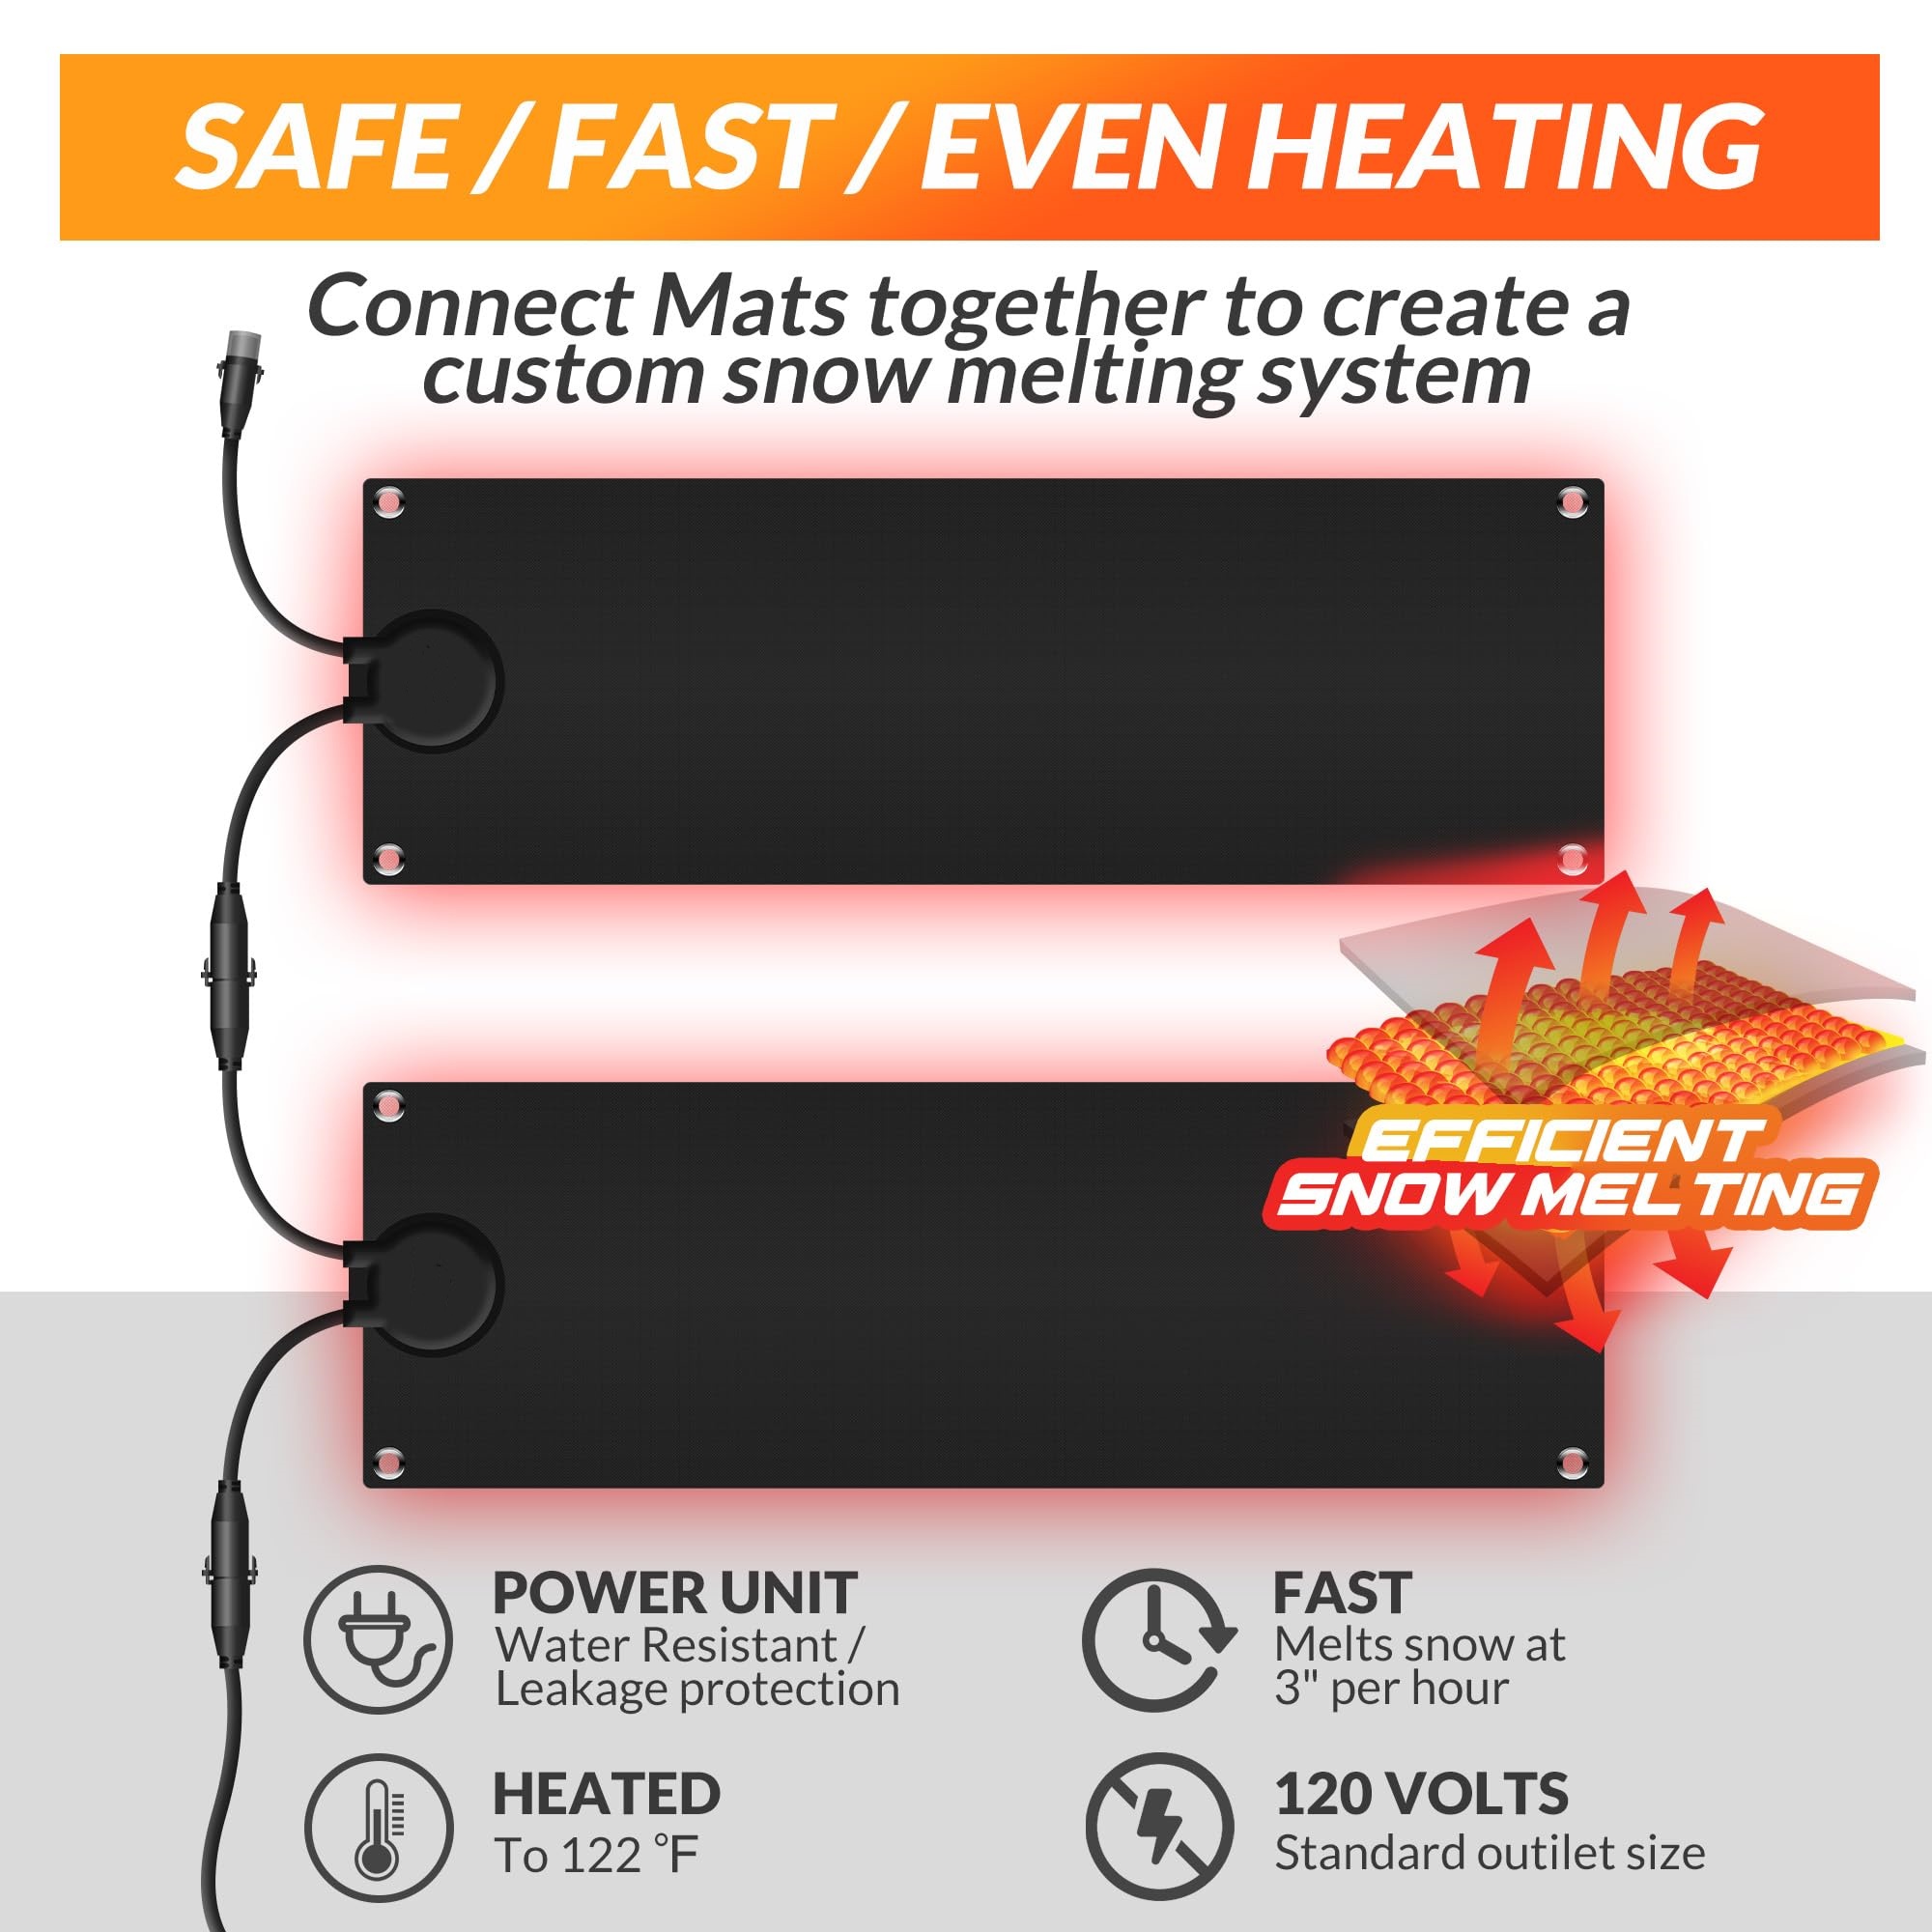 SAFE / FAST / EVEN HEATING
Connect Mats together to create a
custom snow melting system
EFFICIENT
SNOW MELTING
POWER UNIT
Water Resistant /
Leakage protection
FAST
Melts snow at
3" per hour
HEATED
To 122 °F
120 VOLTS
Standard outilet size